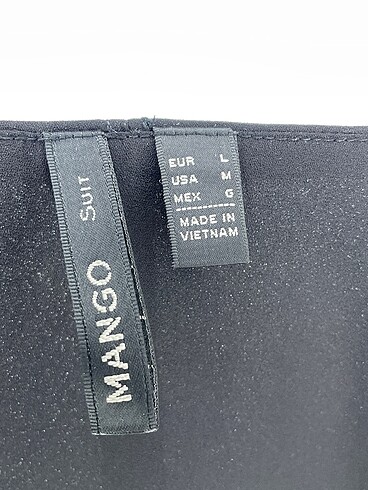 MANGO SUIT
EUR L
USA M
MEX G
MADE IN
VIETNAM